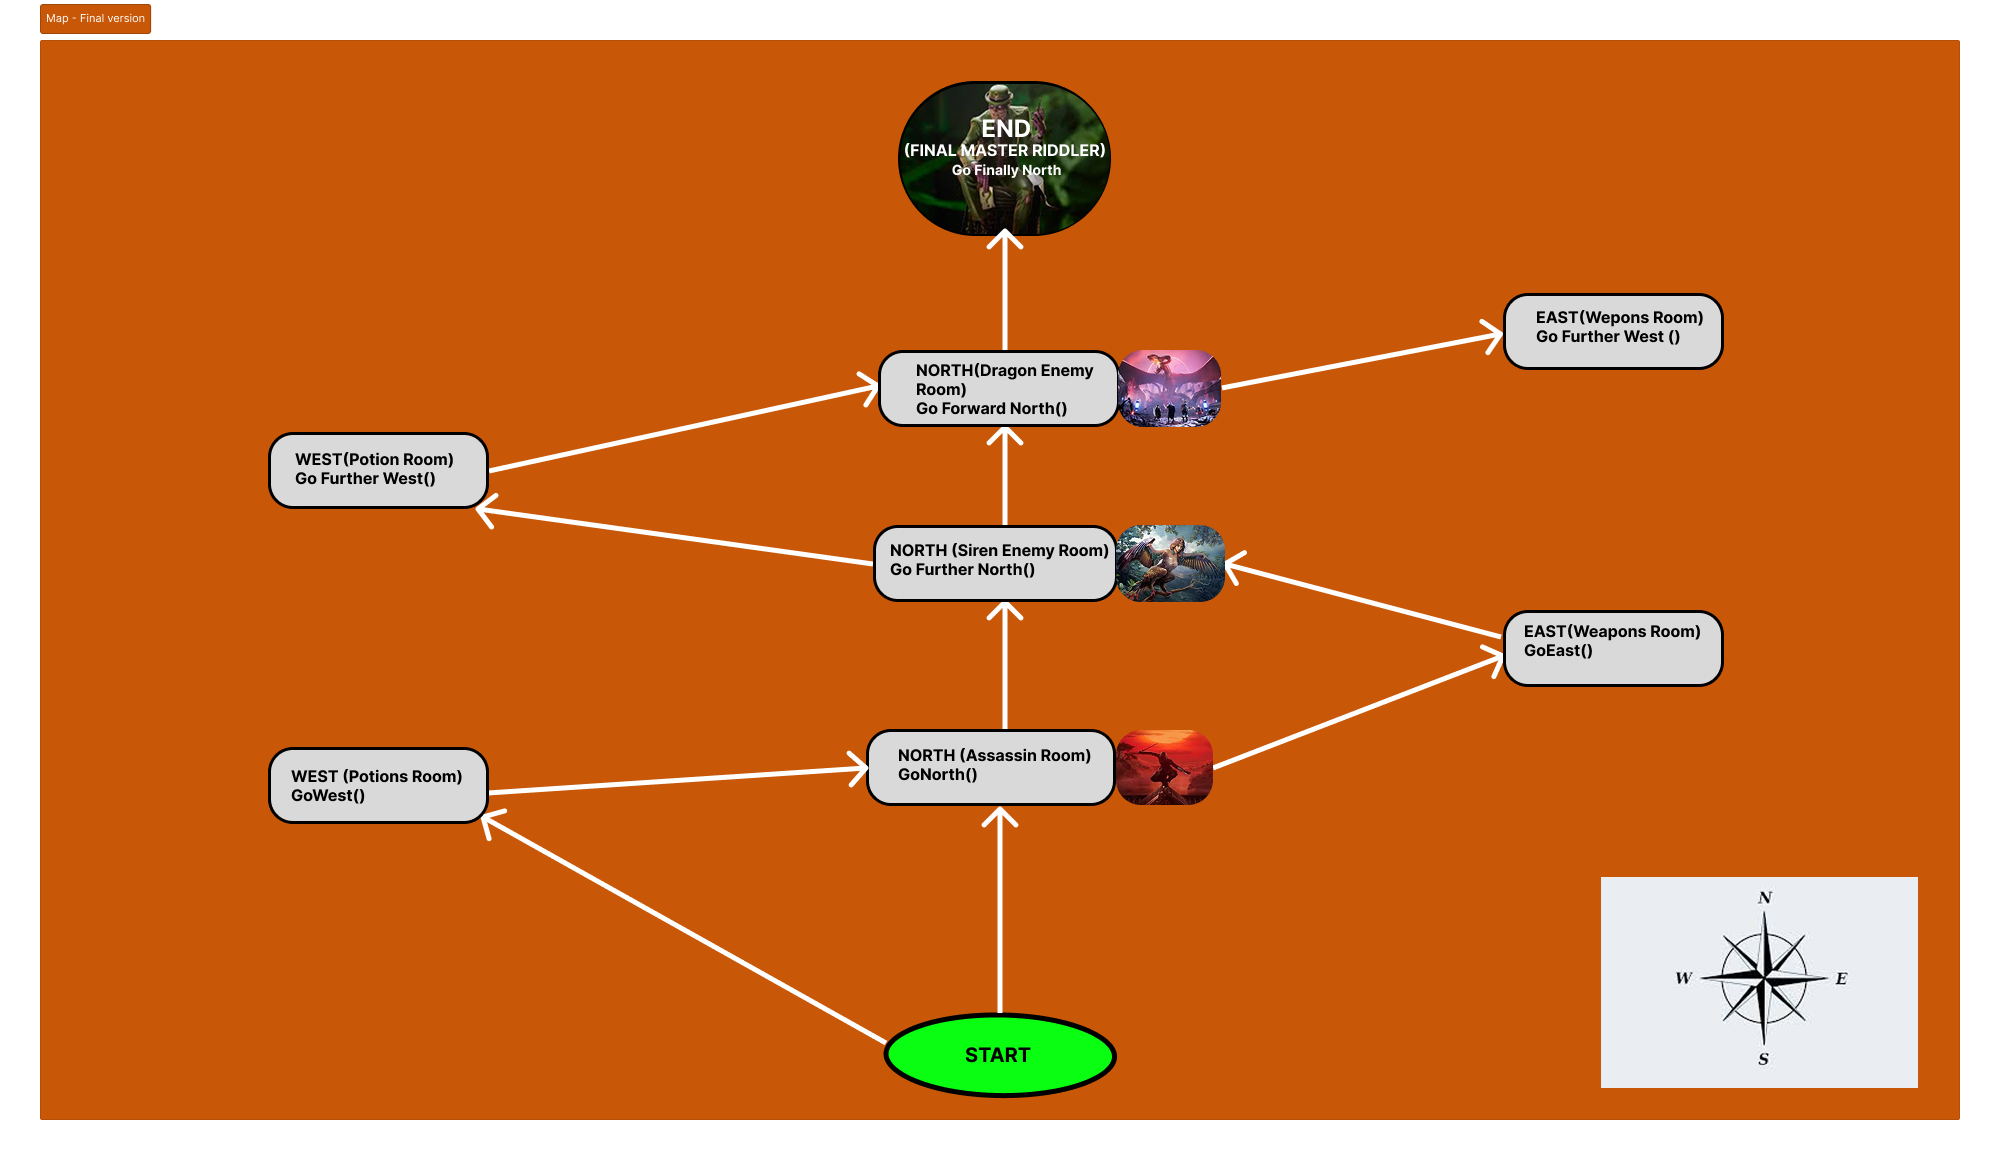 Map - Final version
END
(FINAL MASTER RIDDLER)
Go Finally North
EAST(Wepons Room)
Go Further West ()
NORTH(Dragon Enemy
Room)
Go Forward North()
WEST(Potion Room)
Go Further West()
NORTH (Siren Enemy Room)
Go Further North()
EAST(Weapons Room)
GoEast()
NORTH (Assassin Room)
GoNorth()
WEST (Potions Room)
GoWest()
START
N
W
E
S